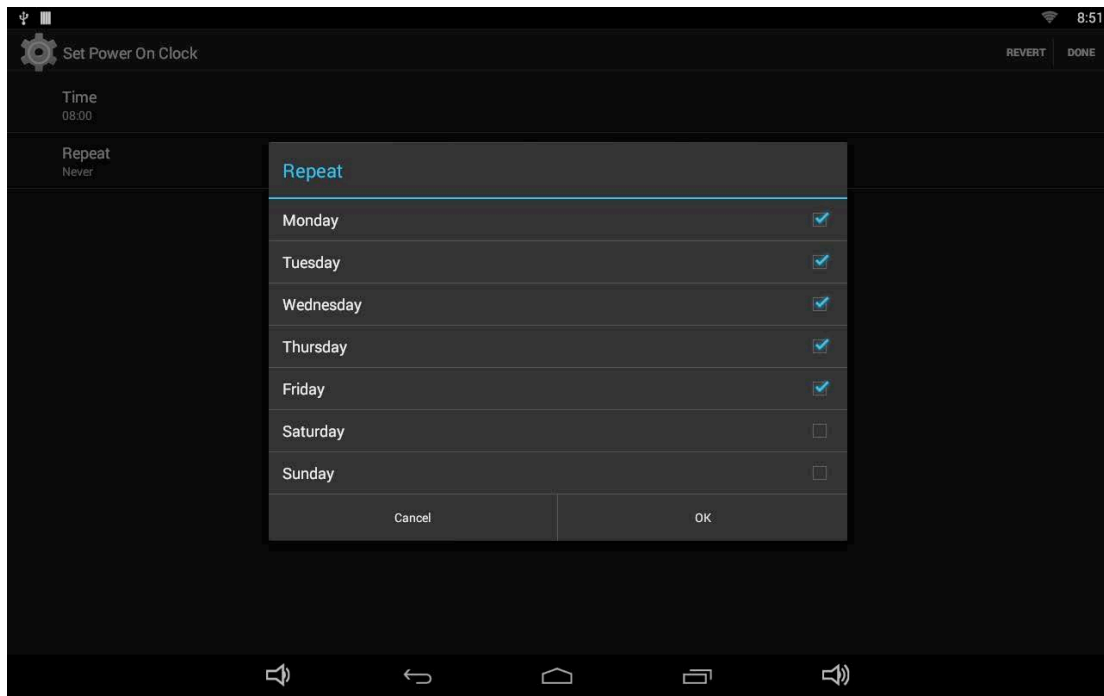 8:51
Set Power On Clock
REVERT DONE
Time
08:00
Repeat
Never
Repeat
Monday
Tuesday
Wednesday
Thursday
Friday
Saturday
Sunday
Cancel OK